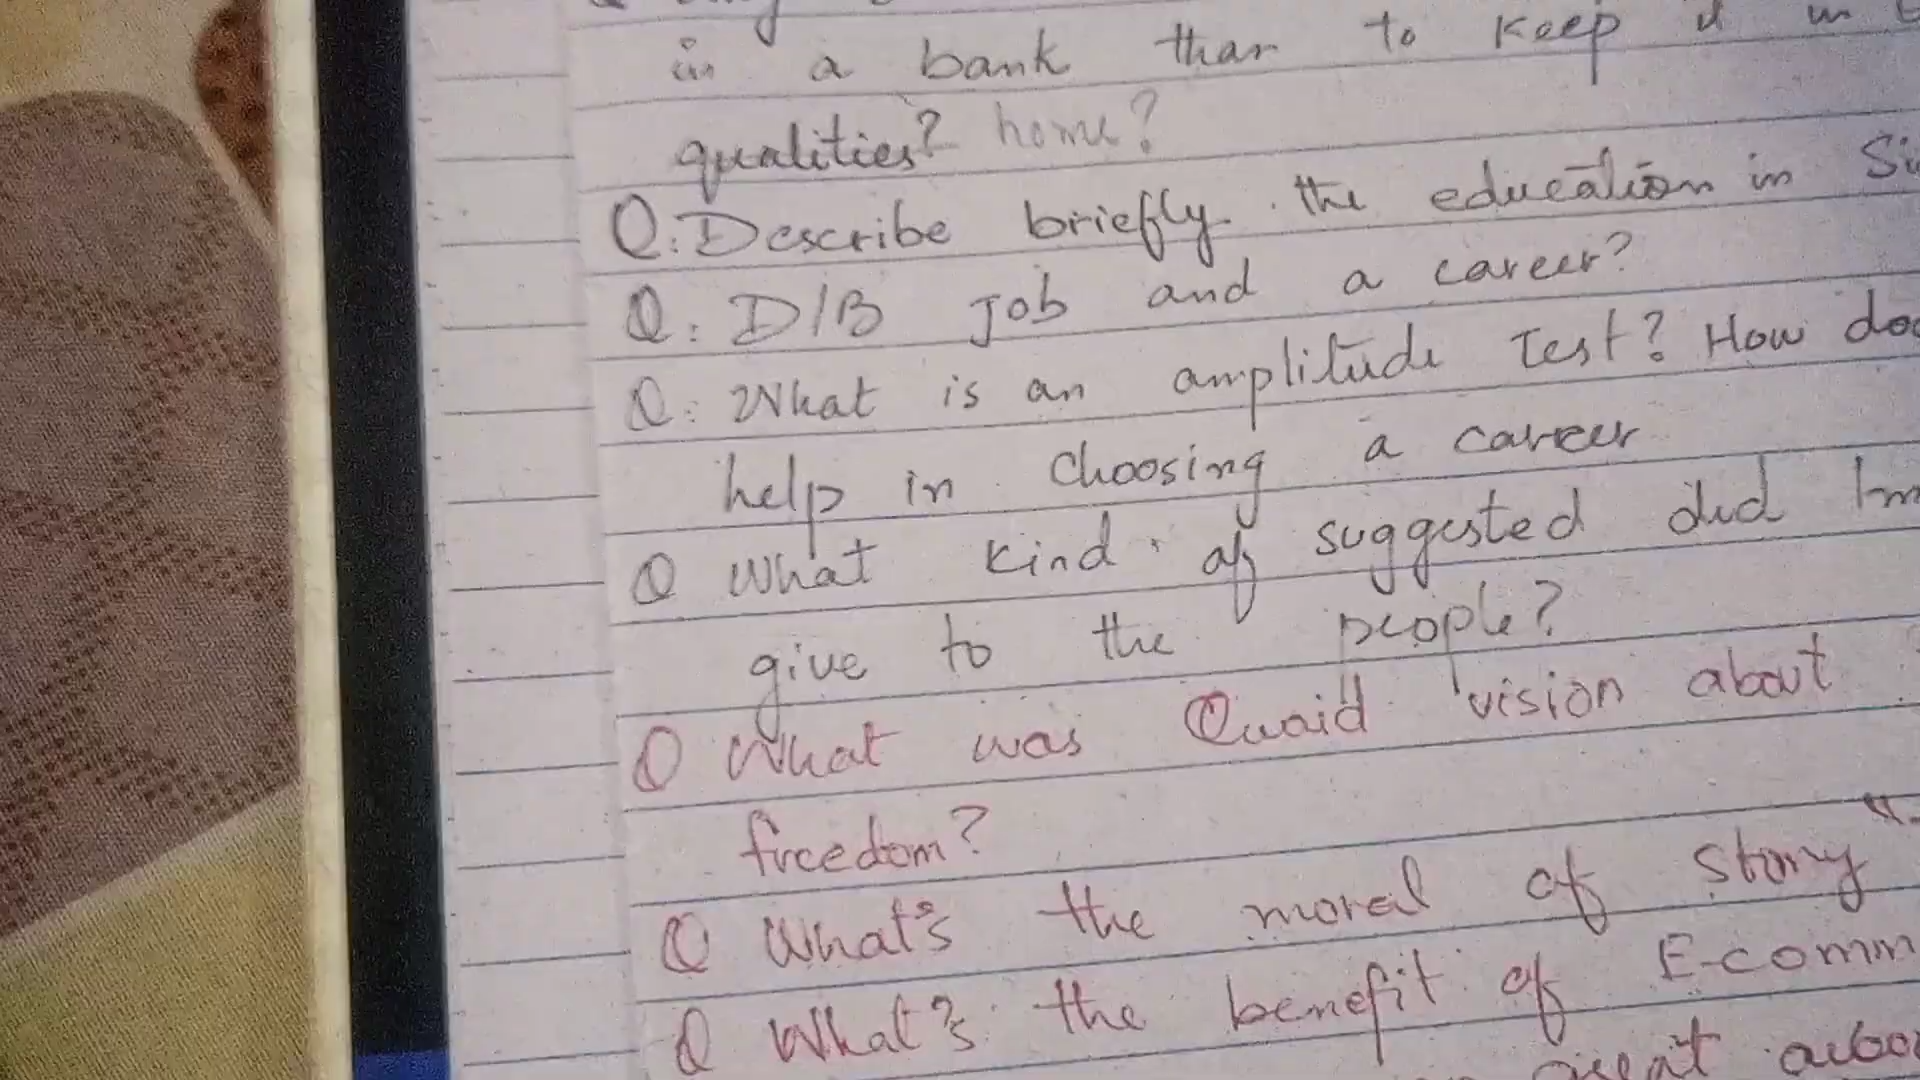 in a bank than to keep it in
qualities? home?
Q: Describe briefly the education in
Q: D/B Job and a career?
Q: What is an amplitude Test? How
help in choosing a career
Q What kind of suggested did
give to the people?
Q What was Quaid vision about
freedom?
Q What's the moral of story
Q What's the benefit of E-comm